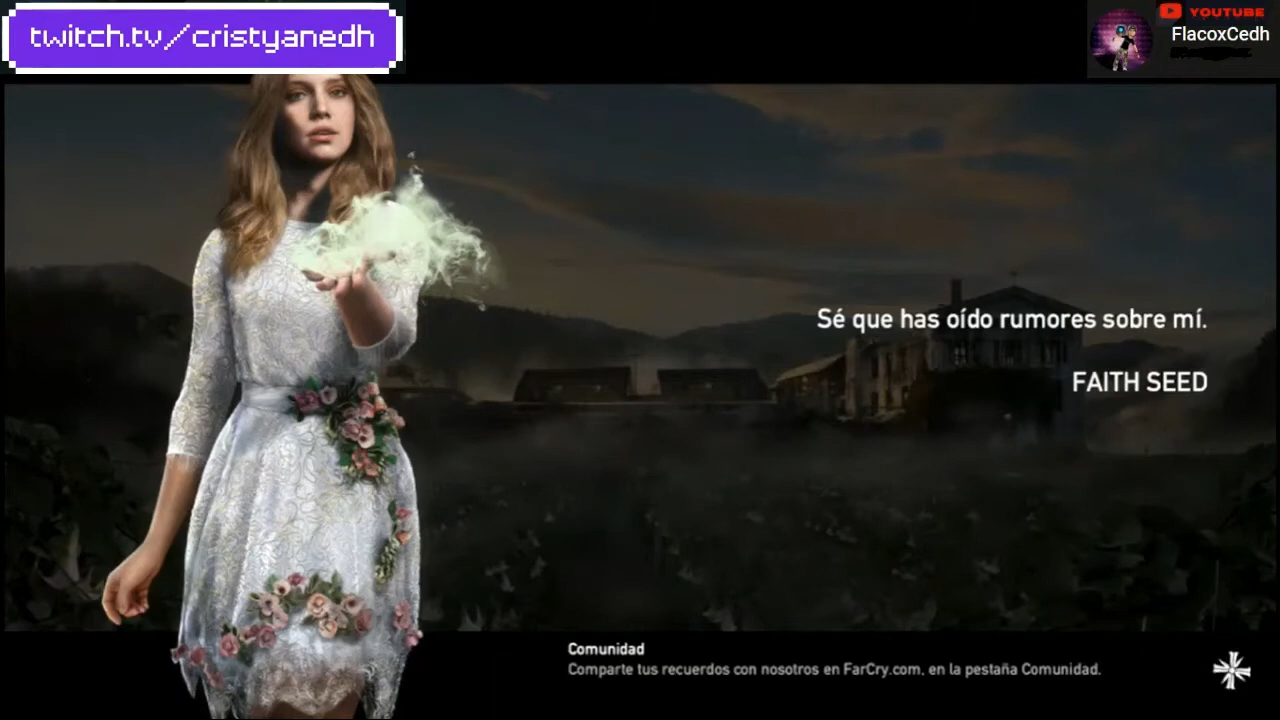 twitch.tv/cristyanedh
YOUTUBE
FlacoxCedh
Sé que has oído rumores sobre mí.
FAITH SEED
Comunidad
Comparte tus recuerdos con nosotros en FarCry.com, en la pestaña Comunidad.